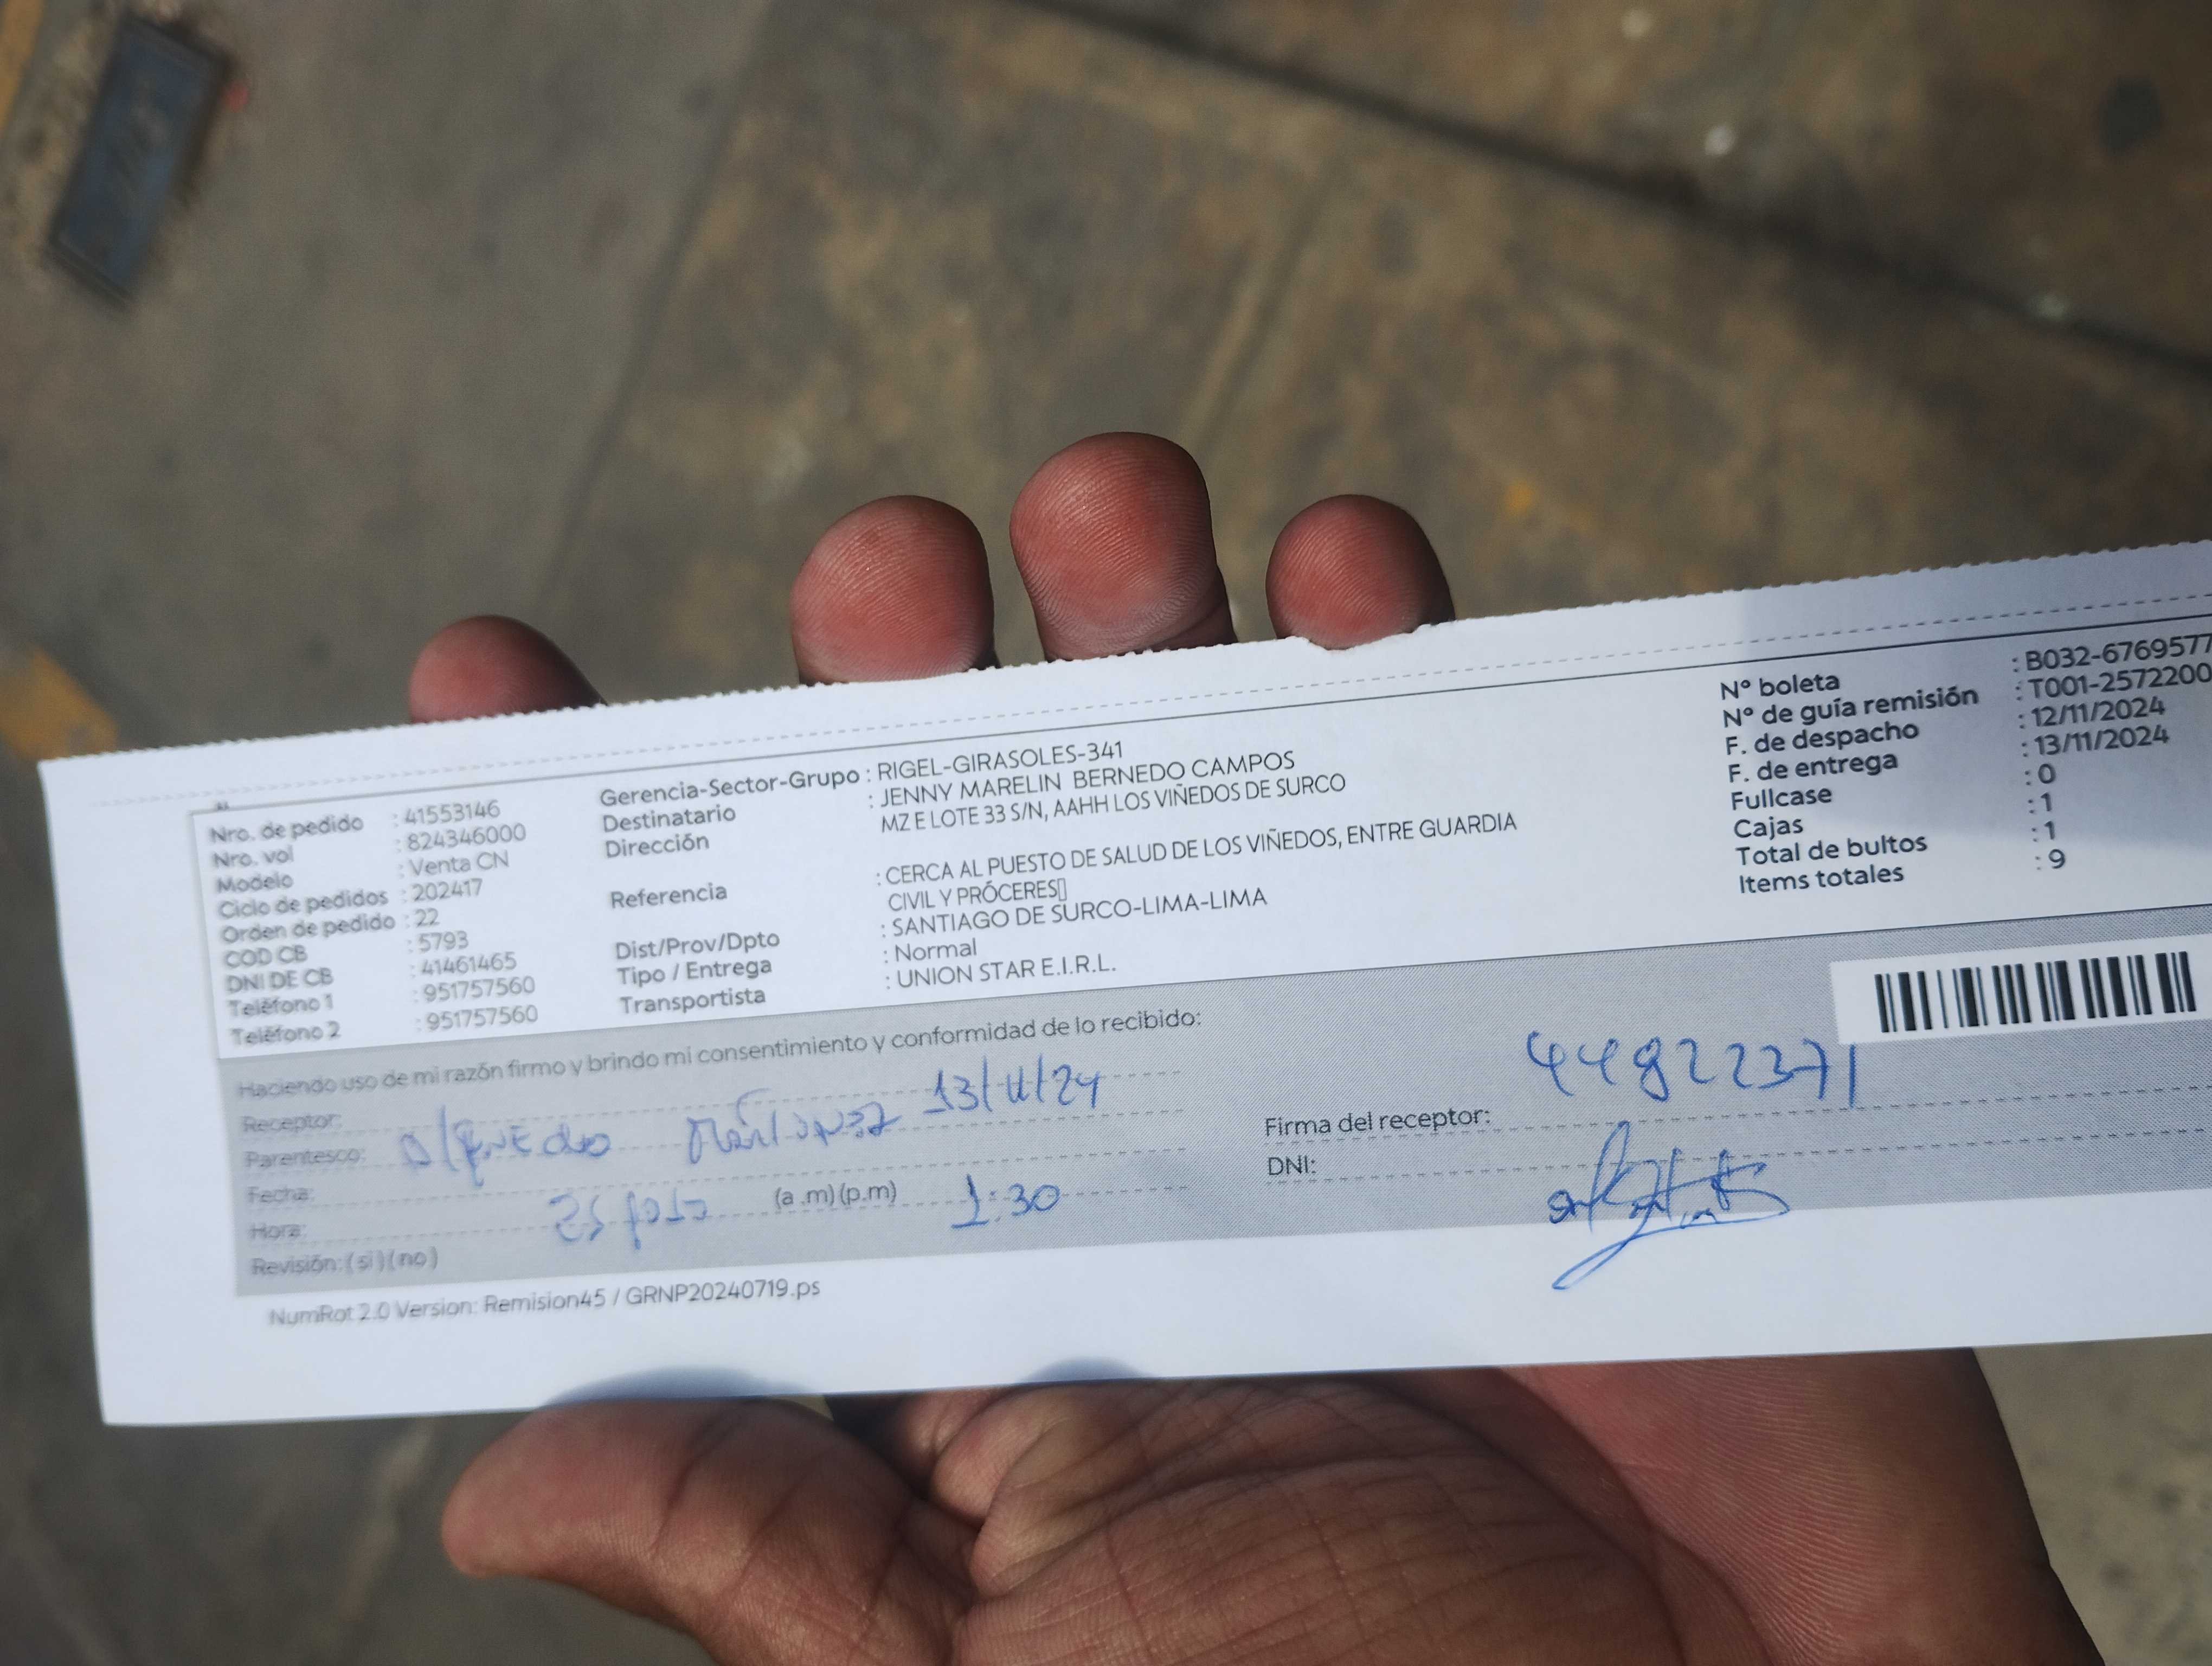 Nro. de pedido : 41553146
Nro. vol : 824346000
Modelo : Venta CN
Ciclo de pedidos : 202417
Orden de pedido : 22
COD CB : 5793
DNI DE CB : 41461465
Teléfono 1 : 951757560
Teléfono 2 : 951757560
Gerencia-Sector-Grupo : RIGEL-GIRASOLES-341
Destinatario : JENNY MARELIN BERNEDO CAMPOS
Dirección MZ E LOTE 33 S/N, AAHH LOS VIÑEDOS DE SURCO
Referencia : CERCA AL PUESTO DE SALUD DE LOS VIÑEDOS, ENTRE GUARDIA
CIVIL Y PRÓCERES
Dist/Prov/Dpto : SANTIAGO DE SURCO-LIMA-LIMA
Tipo / Entrega : Normal
Transportista : UNION STAR E.I.R.L.
N° boleta : B032-6769577
N° de guía remisión : T001-2572200
F. de despacho : 12/11/2024
F. de entrega : 13/11/2024
Fullcase : 0
Cajas : 1
Total de bultos : 1
Items totales : 9
Haciendo uso de mi razón firmo y brindo mi consentimiento y conformidad de lo recibido:
Receptor: 13/11/24
Parentesco: Alfredo Martinez
Fecha:
Hora: Esposo (a .m) (p.m) 1:30
Revisión: ( si ) ( no )
44822371
Firma del receptor:
DNI:
NumRot 2.0 Version: Remision45 / GRNP20240719.ps